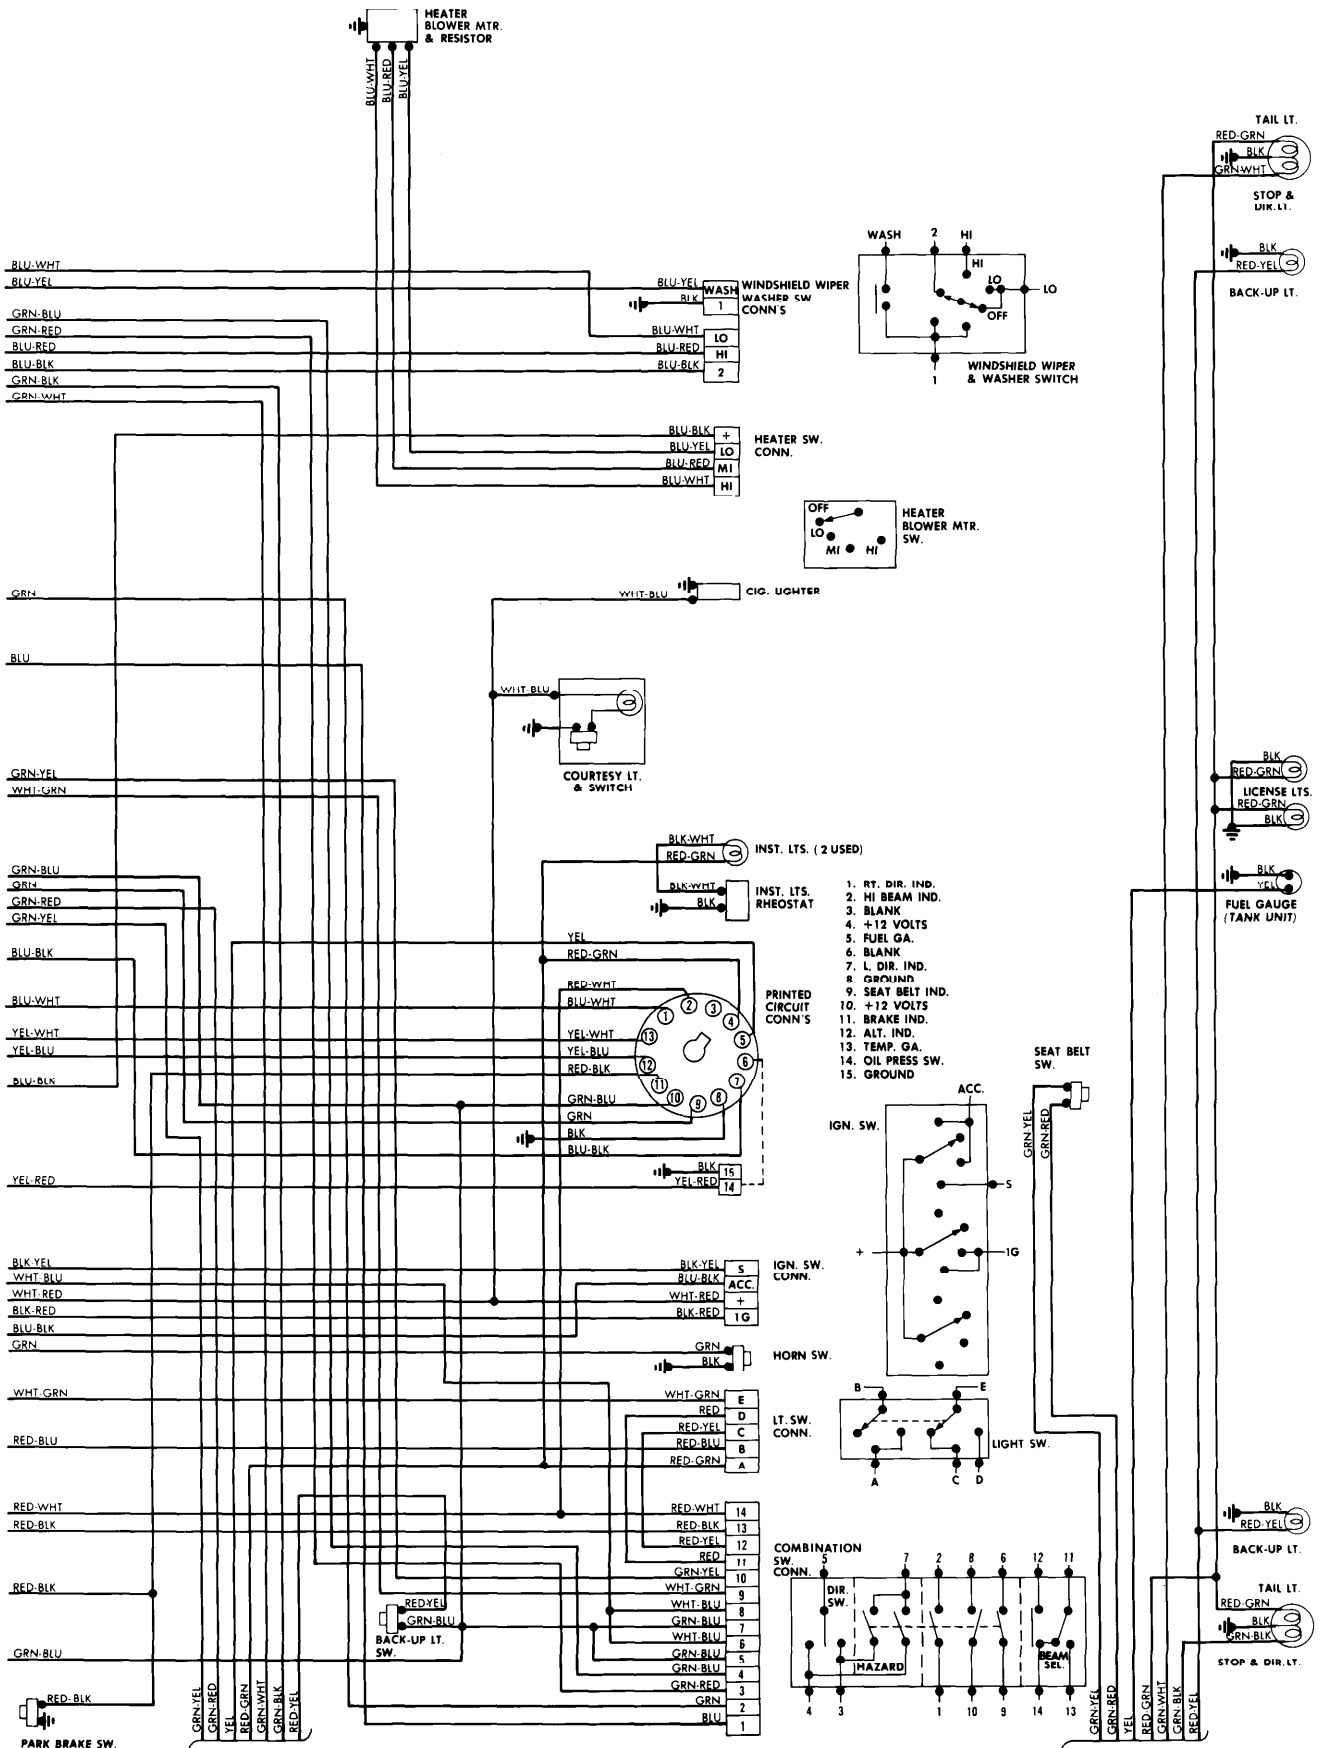 HEATER
BLOWER MTR.
& RESISTOR
BLU-WHT
BLU-RED
BLU-YEL
TAIL LT.
RED-GRN
BLK
GRN-WHT
STOP &
DIR.LT.
BLK
RED-YEL
BACK-UP LT.
WASH 2 HI
HI
LO
LO
OFF
1
WINDSHIELD WIPER
& WASHER SWITCH
BLU-WHT
BLU-YEL
GRN-BLU
GRN-RED
BLU-RED
BLU-BLK
GRN-BLK
GRN-WHT
BLU-YEL WASH
BLK 1
WINDSHIELD WIPER
WASHER SW
CONN'S
BLU-WHT LO
BLU-RED HI
BLU-BLK 2
BLU-BLK +
BLU-YEL LO
BLU-RED MI
BLU-WHT HI
HEATER SW.
CONN.
OFF
LO
MI HI
HEATER
BLOWER MTR.
SW.
GRN
WHT-BLU
CIG. LIGHTER
BLU
WHT-BLU
COURTESY LT.
& SWITCH
GRN-YEL
WHT-GRN
BLK
RED-GRN
LICENSE LTS.
RED-GRN
BLK
BLK-WHT
RED-GRN
INST. LTS. (2 USED)
BLK-WHT
BLK
INST. LTS.
RHEOSTAT
BLK
YEL
FUEL GAUGE
(TANK UNIT)
GRN-BLU
GRN
GRN-RED
GRN-YEL
BLU-BLK
BLU-WHT
YEL-WHT
YEL-BLU
BLU-BLK
YEL-RED
YEL
RED-GRN
RED-WHT
BLU-WHT
YEL-WHT
YEL-BLU
RED-BLK
GRN-BLU
GRN
BLK
BLU-BLK
1
2
3
4
5
6
7
8
9
10
11
12
13
PRINTED
CIRCUIT
CONN'S
BLK 15
YEL-RED 14
1. RT. DIR. IND.
2. HI BEAM IND.
3. BLANK
4. +12 VOLTS
5. FUEL GA.
6. BLANK
7. L. DIR. IND.
8. GROUND
9. SEAT BELT IND.
10. +12 VOLTS
11. BRAKE IND.
12. ALT. IND.
13. TEMP. GA.
14. OIL PRESS SW.
15. GROUND
SEAT BELT
SW.
GRN-YEL
GRN-RED
IGN. SW.
ACC.
S
+
IG
BLK-YEL
WHT-BLU
WHT-RED
BLK-RED
BLU-BLK
GRN
BLK-YEL S
BLU-BLK ACC.
WHT-RED +
BLK-RED IG
IGN. SW.
CONN.
GRN
BLK
HORN SW.
WHT-GRN
RED-BLU
WHT-GRN E
RED D
RED-YEL C
RED-BLU B
RED-GRN A
LT. SW.
CONN.
B E
LIGHT SW.
A C D
RED-WHT
RED-BLK
RED-BLK
GRN-BLU
RED-WHT 14
RED-BLK 13
RED-YEL 12
RED 11
GRN-YEL 10
WHT-GRN 9
WHT-BLU 8
GRN-BLU 7
WHT-BLU 6
GRN-BLU 5
GRN-BLU 4
GRN-RED 3
GRN 2
BLU 1
COMBINATION
SW.
CONN.
5 7 2 8 6 12 11
DIR.
SW.
HAZARD
BEAM
SEL.
4 3 1 10 9 14 13
RED-YEL
GRN-BLU
BACK-UP LT.
SW.
RED-BLK
PARK BRAKE SW.
GRN-YEL
GRN-RED
YEL
RED-GRN
GRN-WHT
GRN-BLK
RED-YEL
GRN-YEL
GRN-RED
YEL
RED-GRN
GRN-WHT
GRN-BLK
RED-YEL
BLK
RED-YEL
BACK-UP LT.
TAIL LT.
RED-GRN
BLK
GRN-BLK
STOP & DIR.LT.